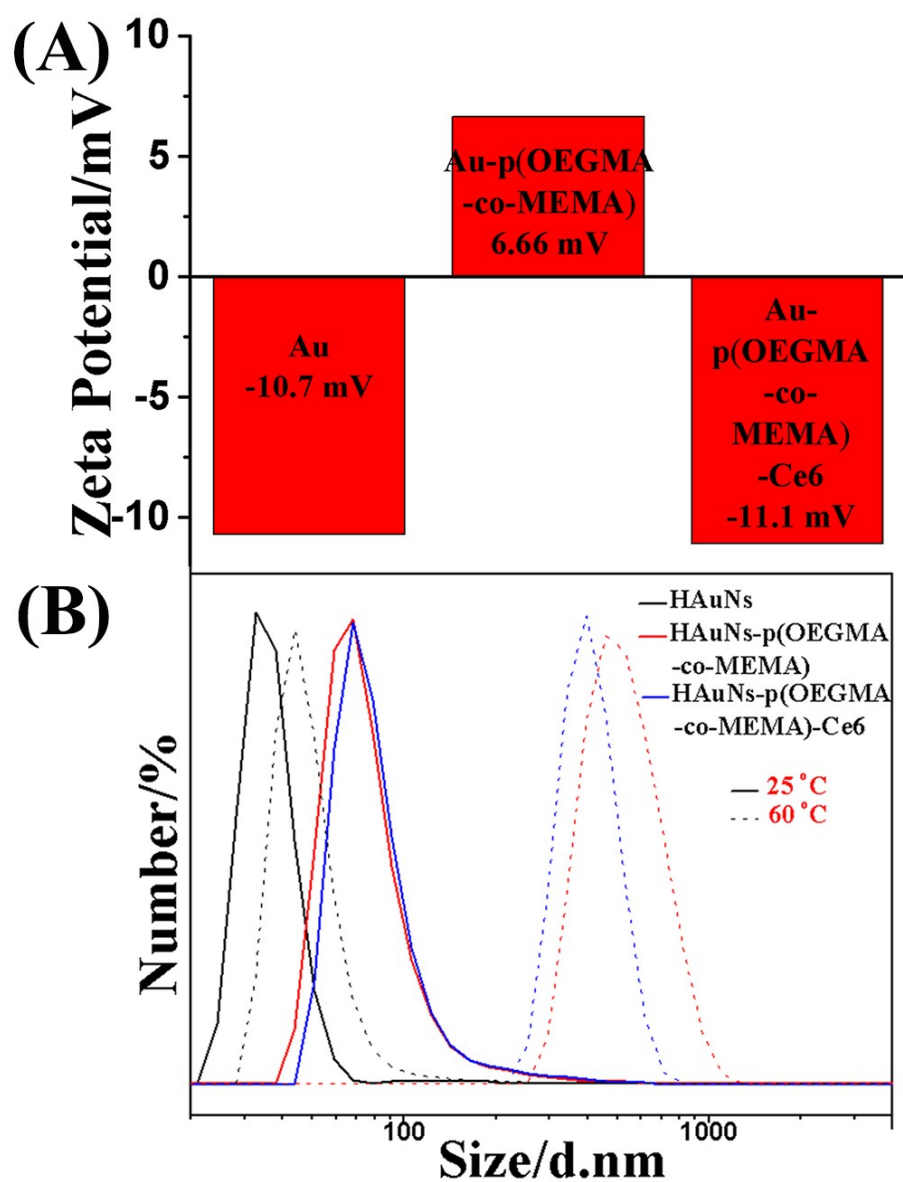 (A)
Zeta Potential/mV
10
5
0
-5
-10
Au
-10.7 mV
Au-p(OEGMA
-co-MEMA)
6.66 mV
Au-
p(OEGMA
-co-
MEMA)
-Ce6
-11.1 mV
(B)
Number/%
HAuNs
HAuNs-p(OEGMA
-co-MEMA)
HAuNs-p(OEGMA
-co-MEMA)-Ce6
25°C
60°C
100
1000
Size/d.nm